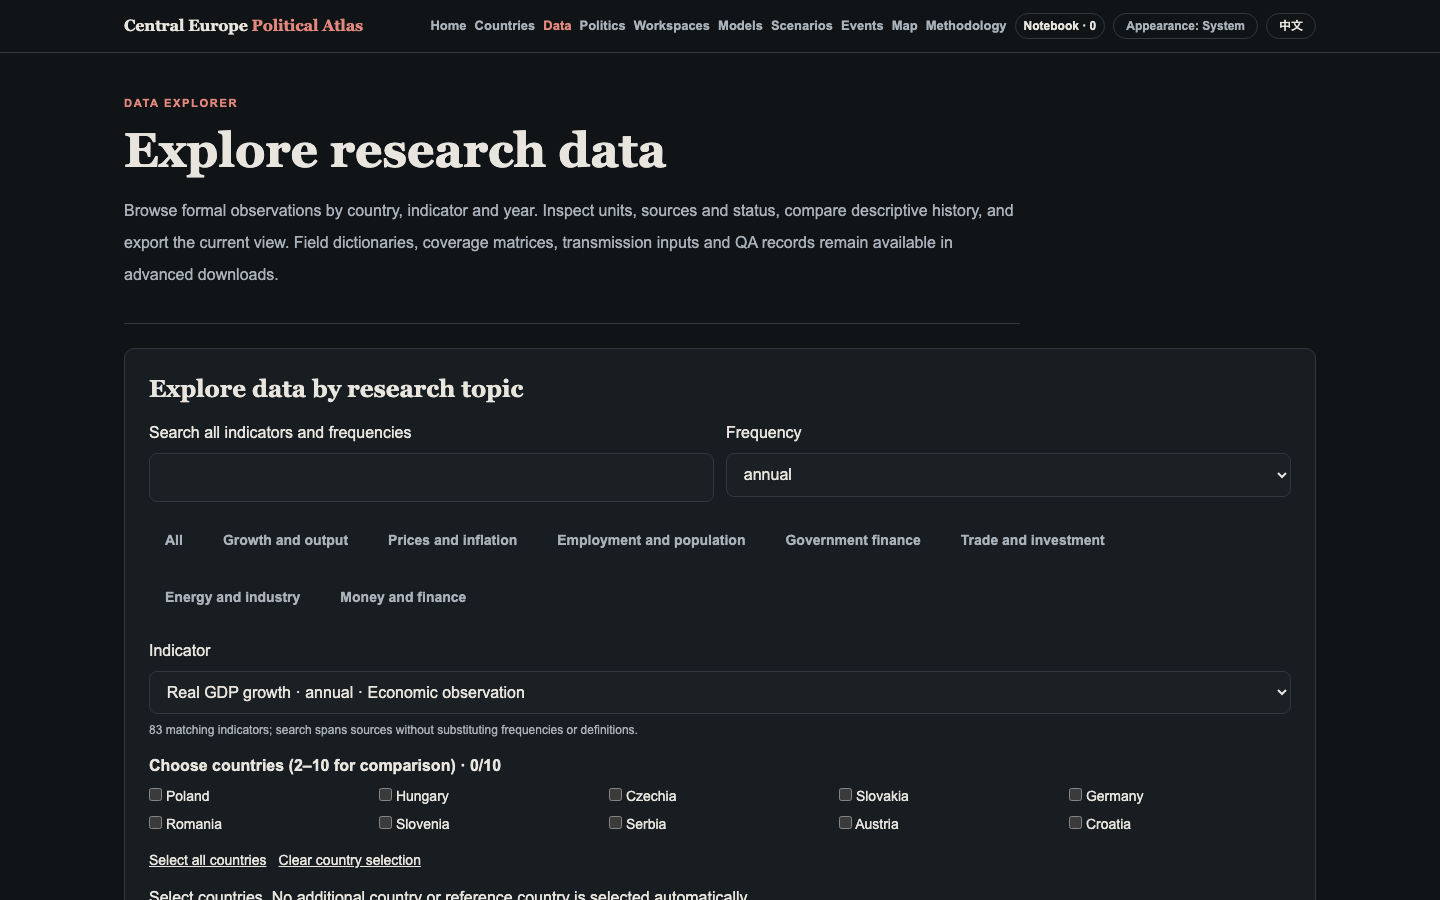 Central Europe Political Atlas
Home Countries Data Politics Workspaces Models Scenarios Events Map Methodology Notebook · 0 Appearance: System 中文
DATA EXPLORER
Explore research data
Browse formal observations by country, indicator and year. Inspect units, sources and status, compare descriptive history, and
export the current view. Field dictionaries, coverage matrices, transmission inputs and QA records remain available in
advanced downloads.
Explore data by research topic
Search all indicators and frequencies
Frequency
annual
All Growth and output Prices and inflation Employment and population Government finance Trade and investment
Energy and industry Money and finance
Indicator
Real GDP growth · annual · Economic observation
83 matching indicators; search spans sources without substituting frequencies or definitions.
Choose countries (2–10 for comparison) · 0/10
Poland Hungary Czechia Slovakia Germany
Romania Slovenia Serbia Austria Croatia
Select all countries Clear country selection
Select countries. No additional country or reference country is selected automatically